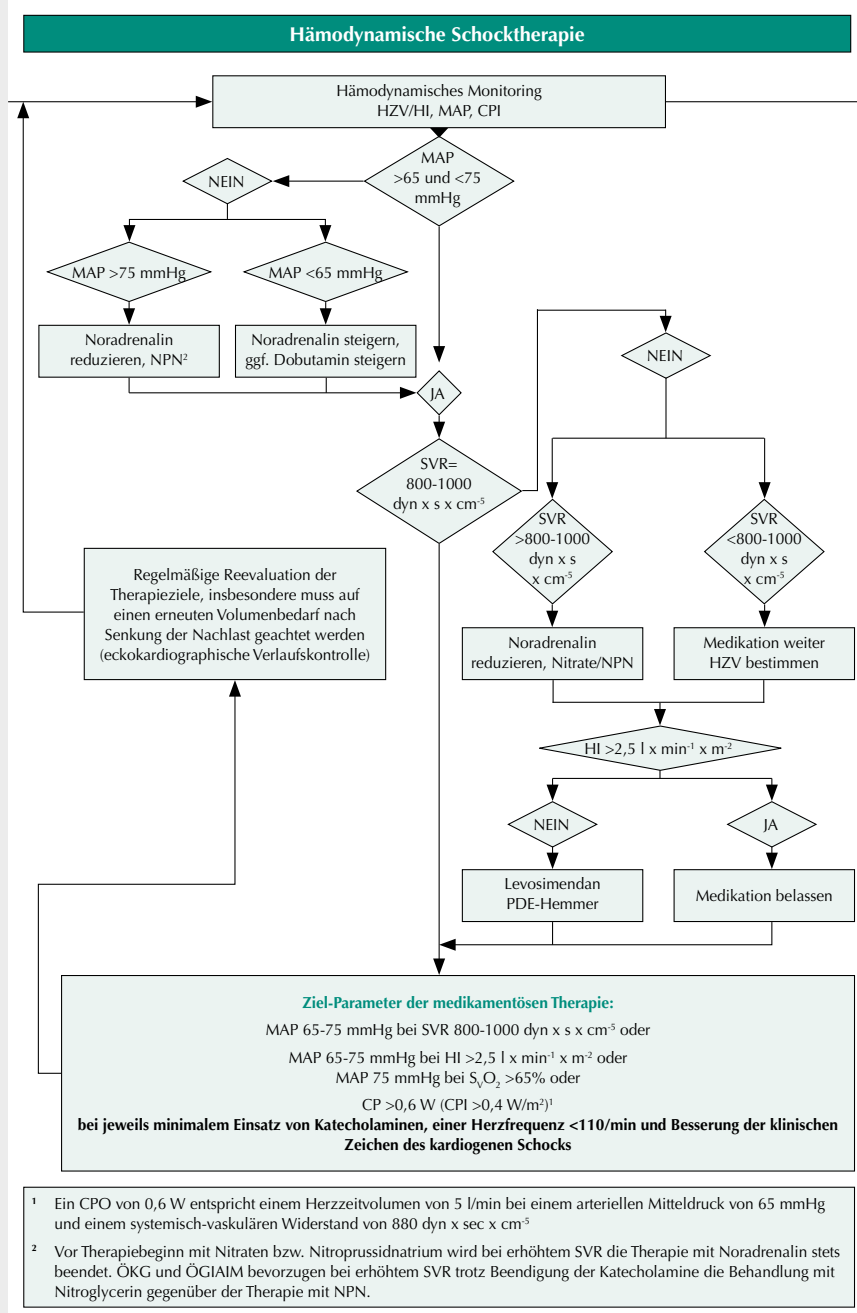 Hämodynamische Schocktherapie
Hämodynamisches Monitoring
HZV/HI, MAP, CPI
MAP
>65 und <75
mmHg
NEIN
MAP >75 mmHg
MAP <65 mmHg
Noradrenalin
reduzieren, NPN²
Noradrenalin steigern,
ggf. Dobutamin steigern
JA
SVR=
800-1000
dyn x s x cm⁻⁵
NEIN
SVR
>800-1000
dyn x s
x cm⁻⁵
SVR
<800-1000
dyn x s
x cm⁻⁵
Noradrenalin
reduzieren, Nitrate/NPN
Medikation weiter
HZV bestimmen
Regelmäßige Reevaluation der
Therapieziele, insbesondere muss auf
einen erneuten Volumenbedarf nach
Senkung der Nachlast geachtet werden
(eckokardiographische Verlaufskontrolle)
HI >2,5 l x min⁻¹ x m⁻²
NEIN
JA
Levosimendan
PDE-Hemmer
Medikation belassen
Ziel-Parameter der medikamentösen Therapie:
MAP 65-75 mmHg bei SVR 800-1000 dyn x s x cm⁻⁵ oder
MAP 65-75 mmHg bei HI >2,5 l x min⁻¹ x m⁻² oder
MAP 75 mmHg bei SᵥO₂ >65% oder
CP >0,6 W (CPI >0,4 W/m²)¹
bei jeweils minimalem Einsatz von Katecholaminen, einer Herzfrequenz <110/min und Besserung der klinischen
Zeichen des kardiogenen Schocks
¹ Ein CPO von 0,6 W entspricht einem Herzzeitvolumen von 5 l/min bei einem arteriellen Mitteldruck von 65 mmHg
und einem systemisch-vaskulären Widerstand von 880 dyn x sec x cm⁻⁵
² Vor Therapiebeginn mit Nitraten bzw. Nitroprussidnatrium wird bei erhöhtem SVR die Therapie mit Noradrenalin stets
beendet. ÖKG und ÖGIAIM bevorzugen bei erhöhtem SVR trotz Beendigung der Katecholamine die Behandlung mit
Nitroglycerin gegenüber der Therapie mit NPN.